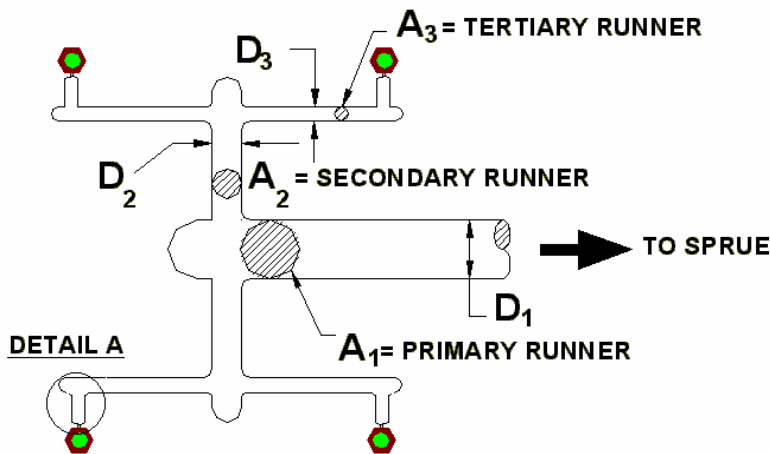 A3 = TERTIARY RUNNER
D3
D2
A2 = SECONDARY RUNNER
TO SPRUE
D1
DETAIL A
A1= PRIMARY RUNNER